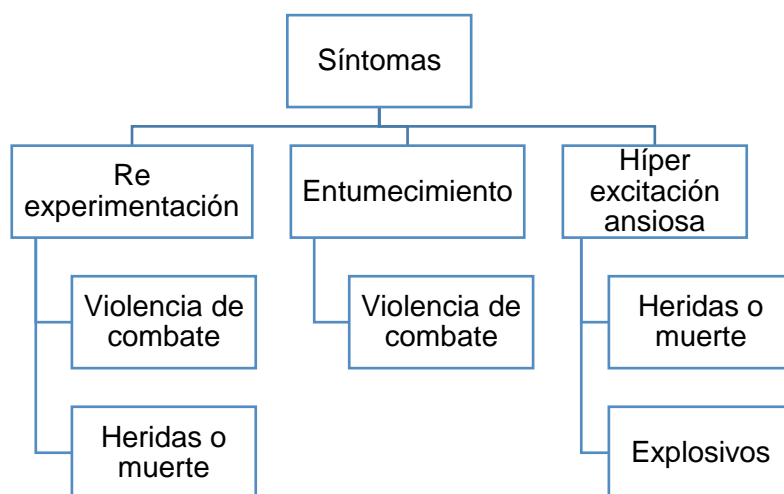 Síntomas
Re
experimentación
Entumecimiento
Híper
excitación
ansiosa
Violencia de
combate
Violencia de
combate
Heridas o
muerte
Heridas o
muerte
Explosivos